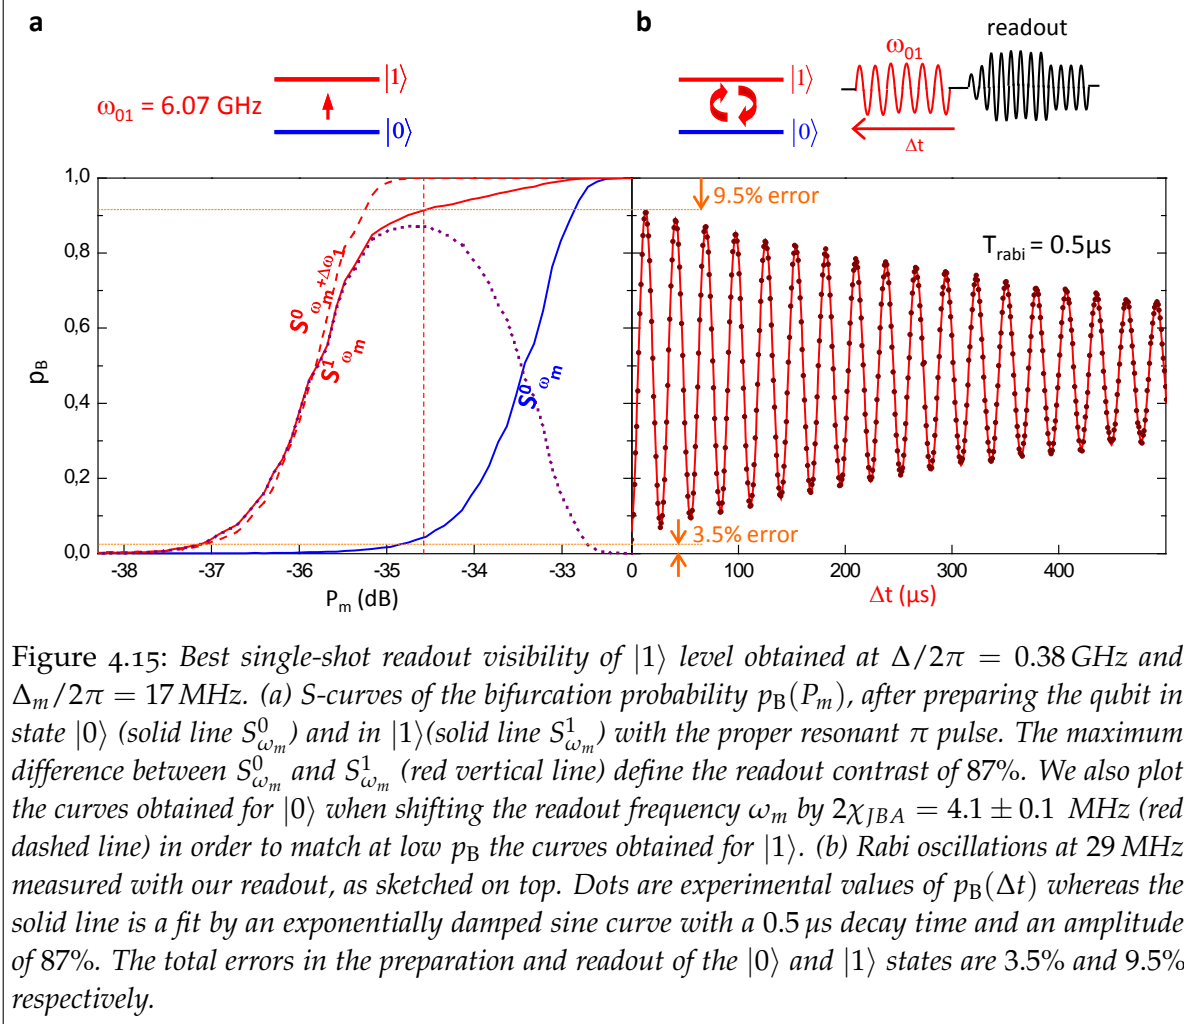 a
b
readout
ω01
|1⟩
|1⟩
ω01 = 6.07 GHz
|0⟩
|0⟩
Δt
1,0
9.5% error
0,8
Trabi = 0.5µs
S0ωm+Δω1
S1ωm
0,6
pB
S0ωm
0,4
0,2
3.5% error
0,0
-38 -37 -36 -35 -34 -33 0 100 200 300 400
Pm (dB)
Δt (µs)
Figure 4.15: Best single-shot readout visibility of |1⟩ level obtained at Δ/2π = 0.38 GHz and
Δm/2π = 17 MHz. (a) S-curves of the bifurcation probability pB(Pm), after preparing the qubit in
state |0⟩ (solid line S0ωm) and in |1⟩(solid line S1ωm) with the proper resonant π pulse. The maximum
difference between S0ωm and S1ωm (red vertical line) define the readout contrast of 87%. We also plot
the curves obtained for |0⟩ when shifting the readout frequency ωm by 2χJBA = 4.1 ± 0.1 MHz (red
dashed line) in order to match at low pB the curves obtained for |1⟩. (b) Rabi oscillations at 29 MHz
measured with our readout, as sketched on top. Dots are experimental values of pB(Δt) whereas the
solid line is a fit by an exponentially damped sine curve with a 0.5 µs decay time and an amplitude
of 87%. The total errors in the preparation and readout of the |0⟩ and |1⟩ states are 3.5% and 9.5%
respectively.